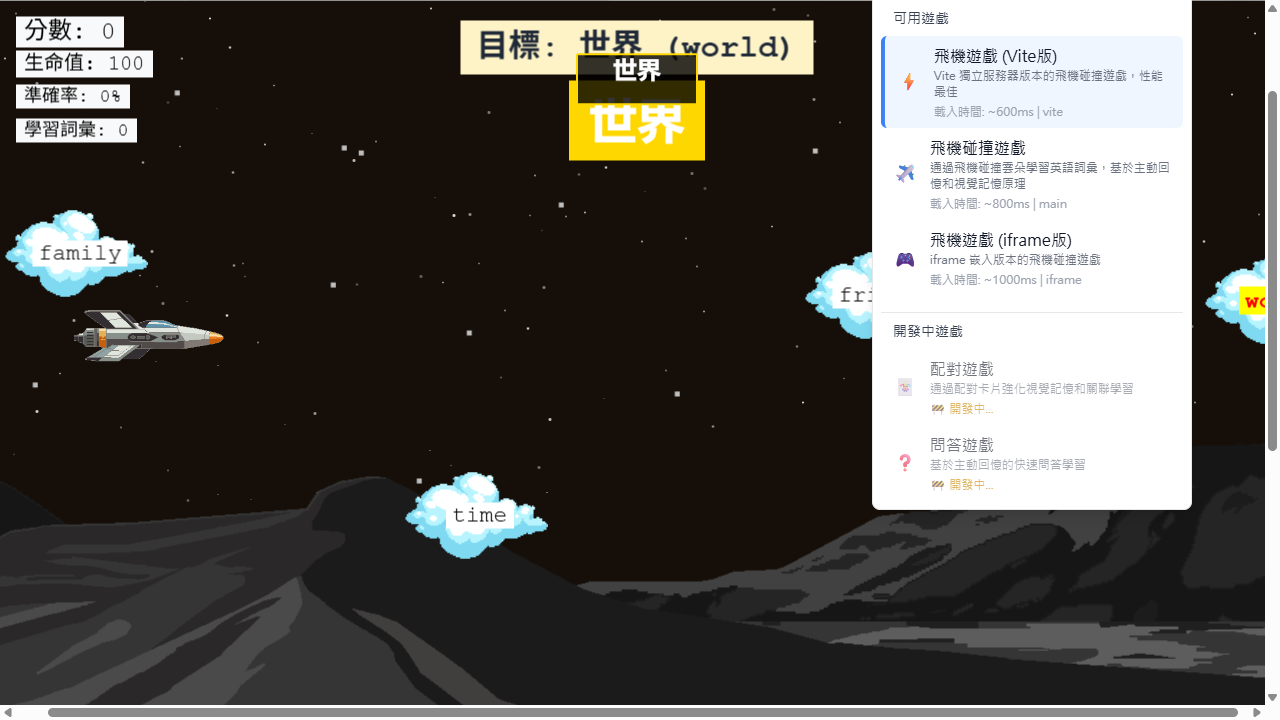 分數: 0
生命值: 100
準確率: 0%
學習詞彙: 0
目標: 世界 (world)
世界
世界
family
time
可用遊戲
飛機遊戲 (Vite版)
Vite 獨立服務器版本的飛機碰撞遊戲，性能
最佳
載入時間: ~600ms | vite
飛機碰撞遊戲
通過飛機碰撞雲朵學習英語詞彙，基於主動回
憶和視覺記憶原理
載入時間: ~800ms | main
飛機遊戲 (iframe版)
iframe 嵌入版本的飛機碰撞遊戲
載入時間: ~1000ms | iframe
開發中遊戲
配對遊戲
通過配對卡片強化視覺記憶和關聯學習
開發中...
問答遊戲
基於主動回憶的快速問答學習
開發中...